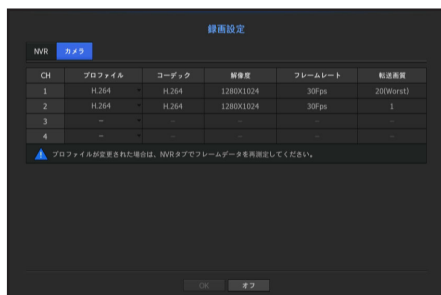 録画設定
NVR カメラ
CH プロファイル コーデック 解像度 フレームレート 転送画質
1 H.264 H.264 1280X1024 30Fps 20(Worst)
2 H.264 H.264 1280X1024 30Fps 1
3 – – – – –
4 – – – – –
プロファイルが変更された場合は、NVRタブでフレームデータを再測定してください。
OK オフ